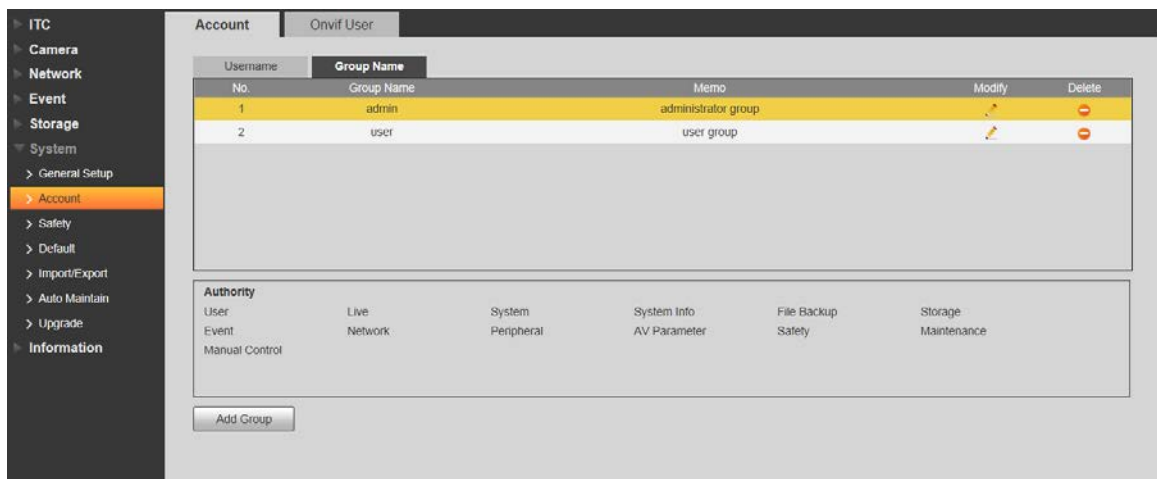 ITC
Camera
Network
Event
Storage
System
General Setup
Account
Safety
Default
Import/Export
Auto Maintain
Upgrade
Information
Account Onvif User
Username Group Name
No. Group Name Memo Modify Delete
1 admin administrator group
2 user user group
Authority
User Live System System Info File Backup Storage
Event Network Peripheral AV Parameter Safety Maintenance
Manual Control
Add Group